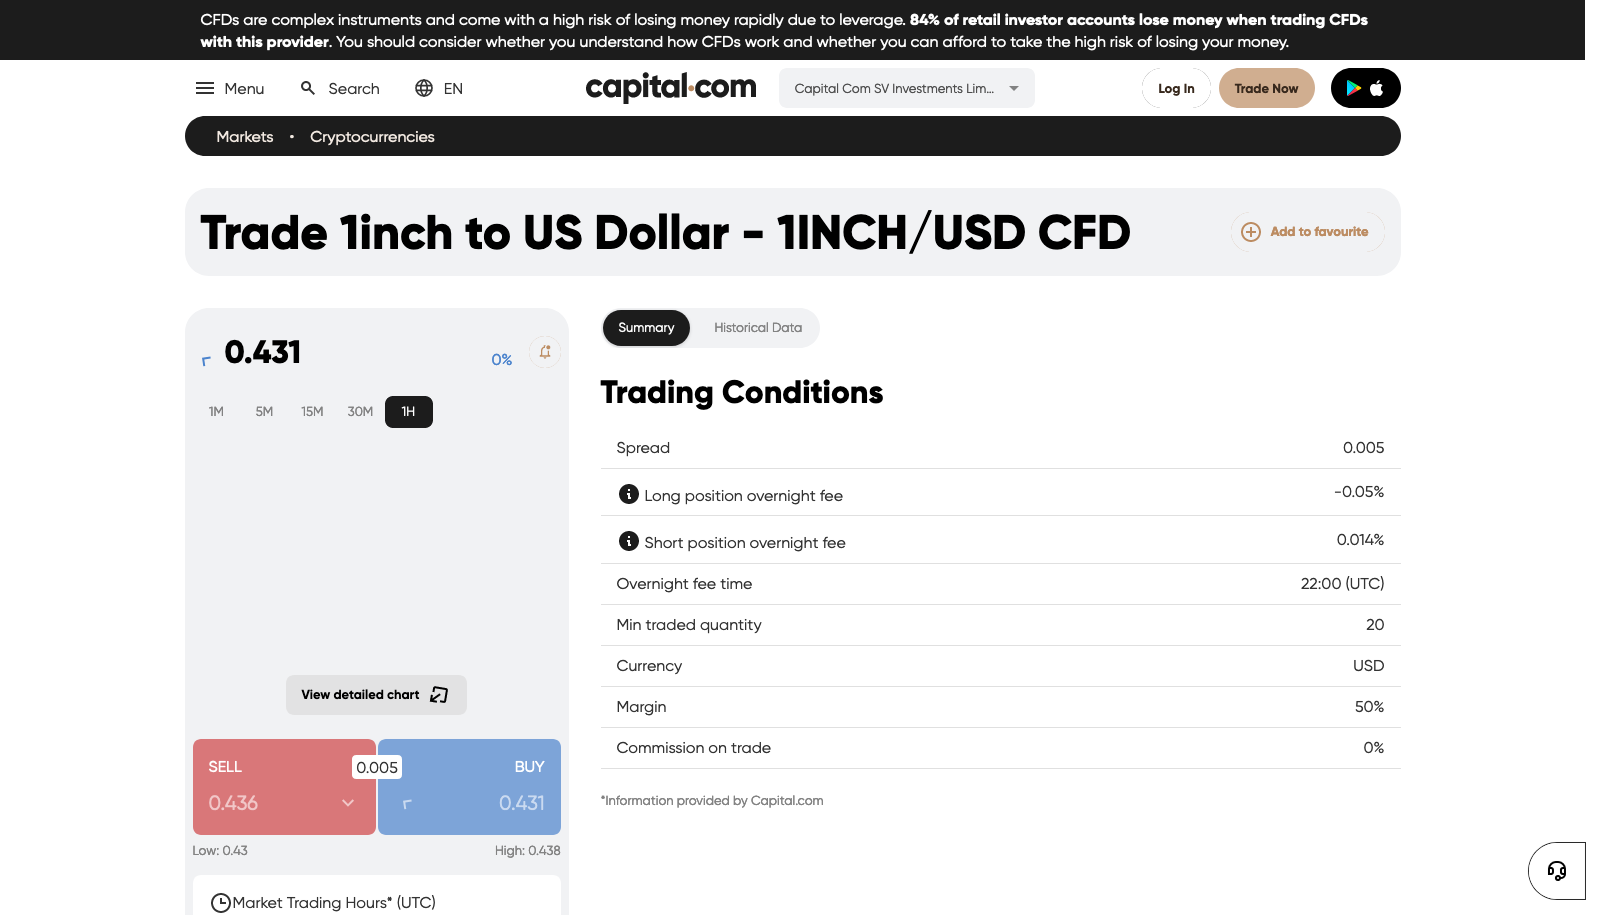 CFDs are complex instruments and come with a high risk of losing money rapidly due to leverage. 84% of retail investor accounts lose money when trading CFDs
with this provider. You should consider whether you understand how CFDs work and whether you can afford to take the high risk of losing your money.
Menu Search EN capital.com Capital Com SV Investments Lim... Log In Trade Now
Markets • Cryptocurrencies
Trade 1inch to US Dollar - 1INCH/USD CFD
Add to favourite
0.431 0%
1M 5M 15M 30M 1H
View detailed chart
SELL 0.005 BUY
0.436 0.431
Low: 0.43 High: 0.438
Market Trading Hours* (UTC)
Summary Historical Data
Trading Conditions
Spread 0.005
Long position overnight fee -0.05%
Short position overnight fee 0.014%
Overnight fee time 22:00 (UTC)
Min traded quantity 20
Currency USD
Margin 50%
Commission on trade 0%
*Information provided by Capital.com